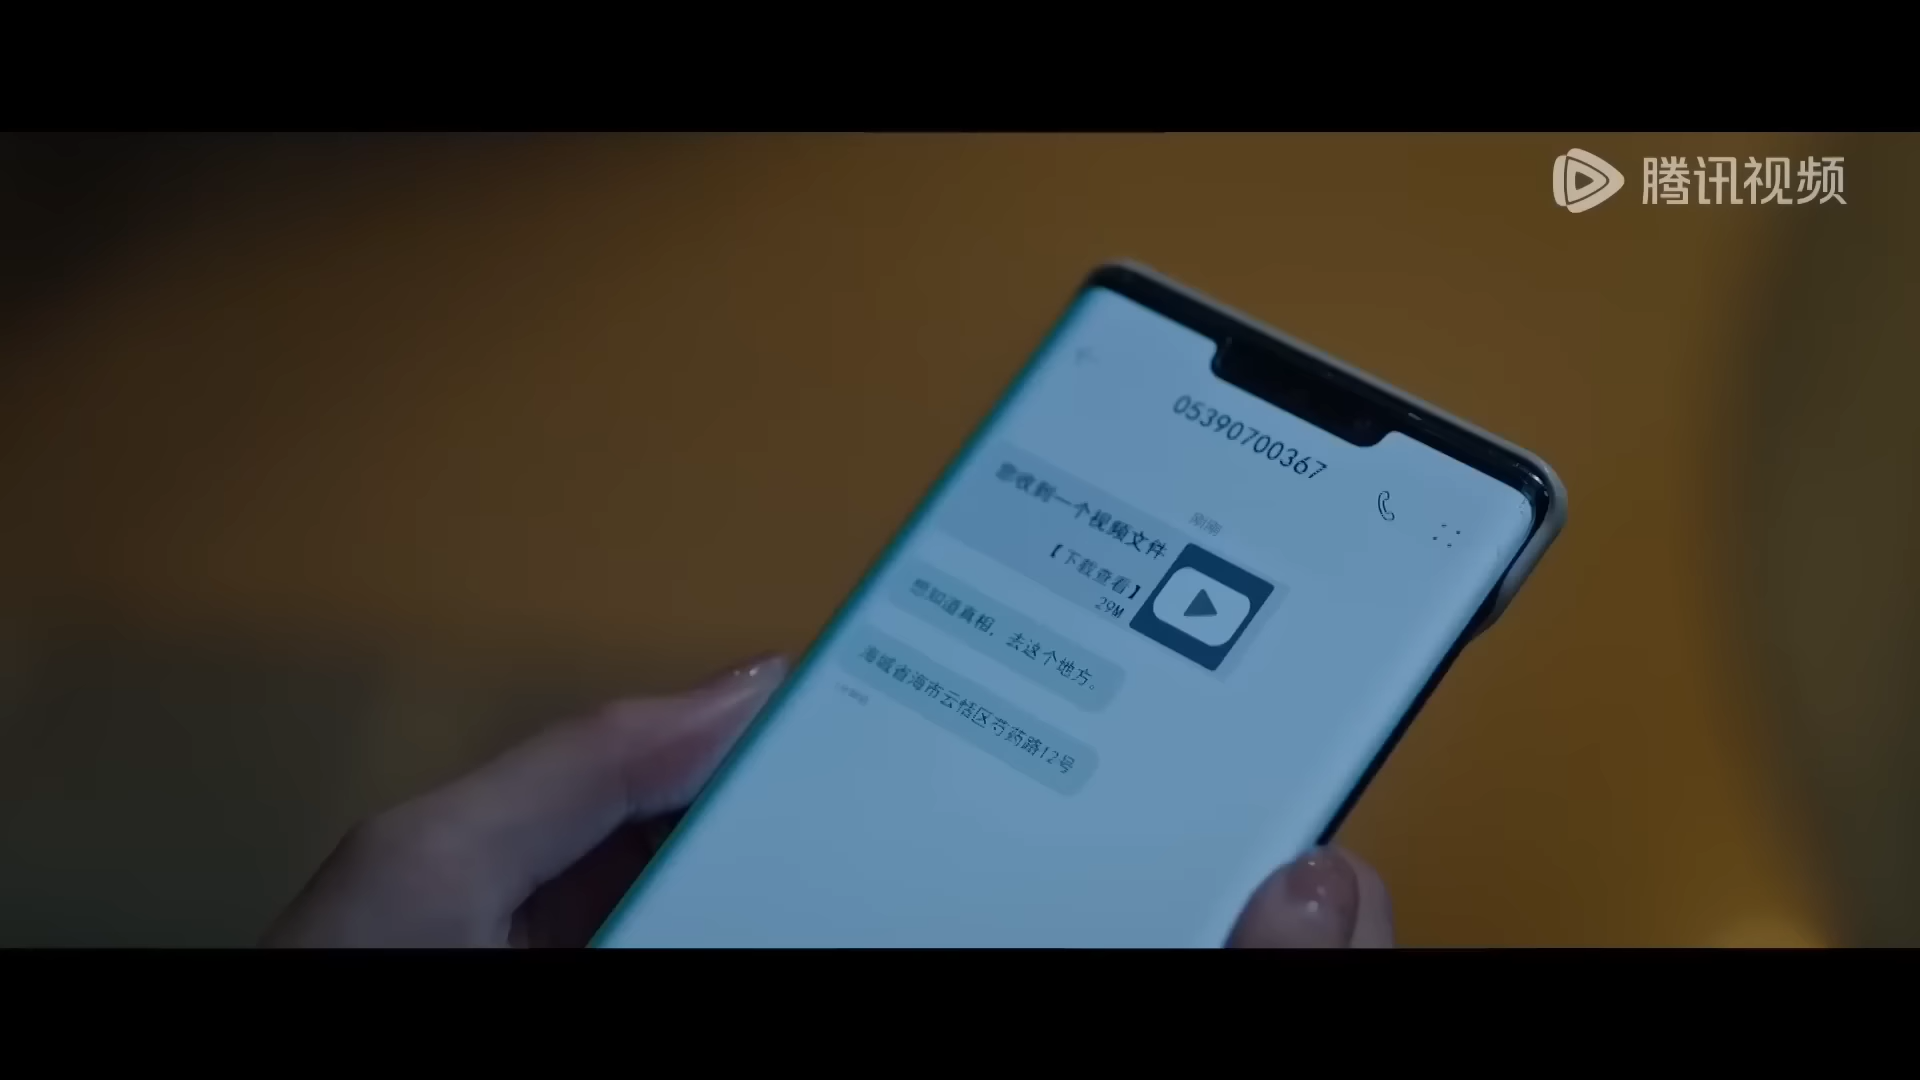 腾讯视频
05390700367
刚刚
您收到一个视频文件
【下载查看】
29M
想知道真相，去这个地方。
海城省海市云恬区芍药路12号